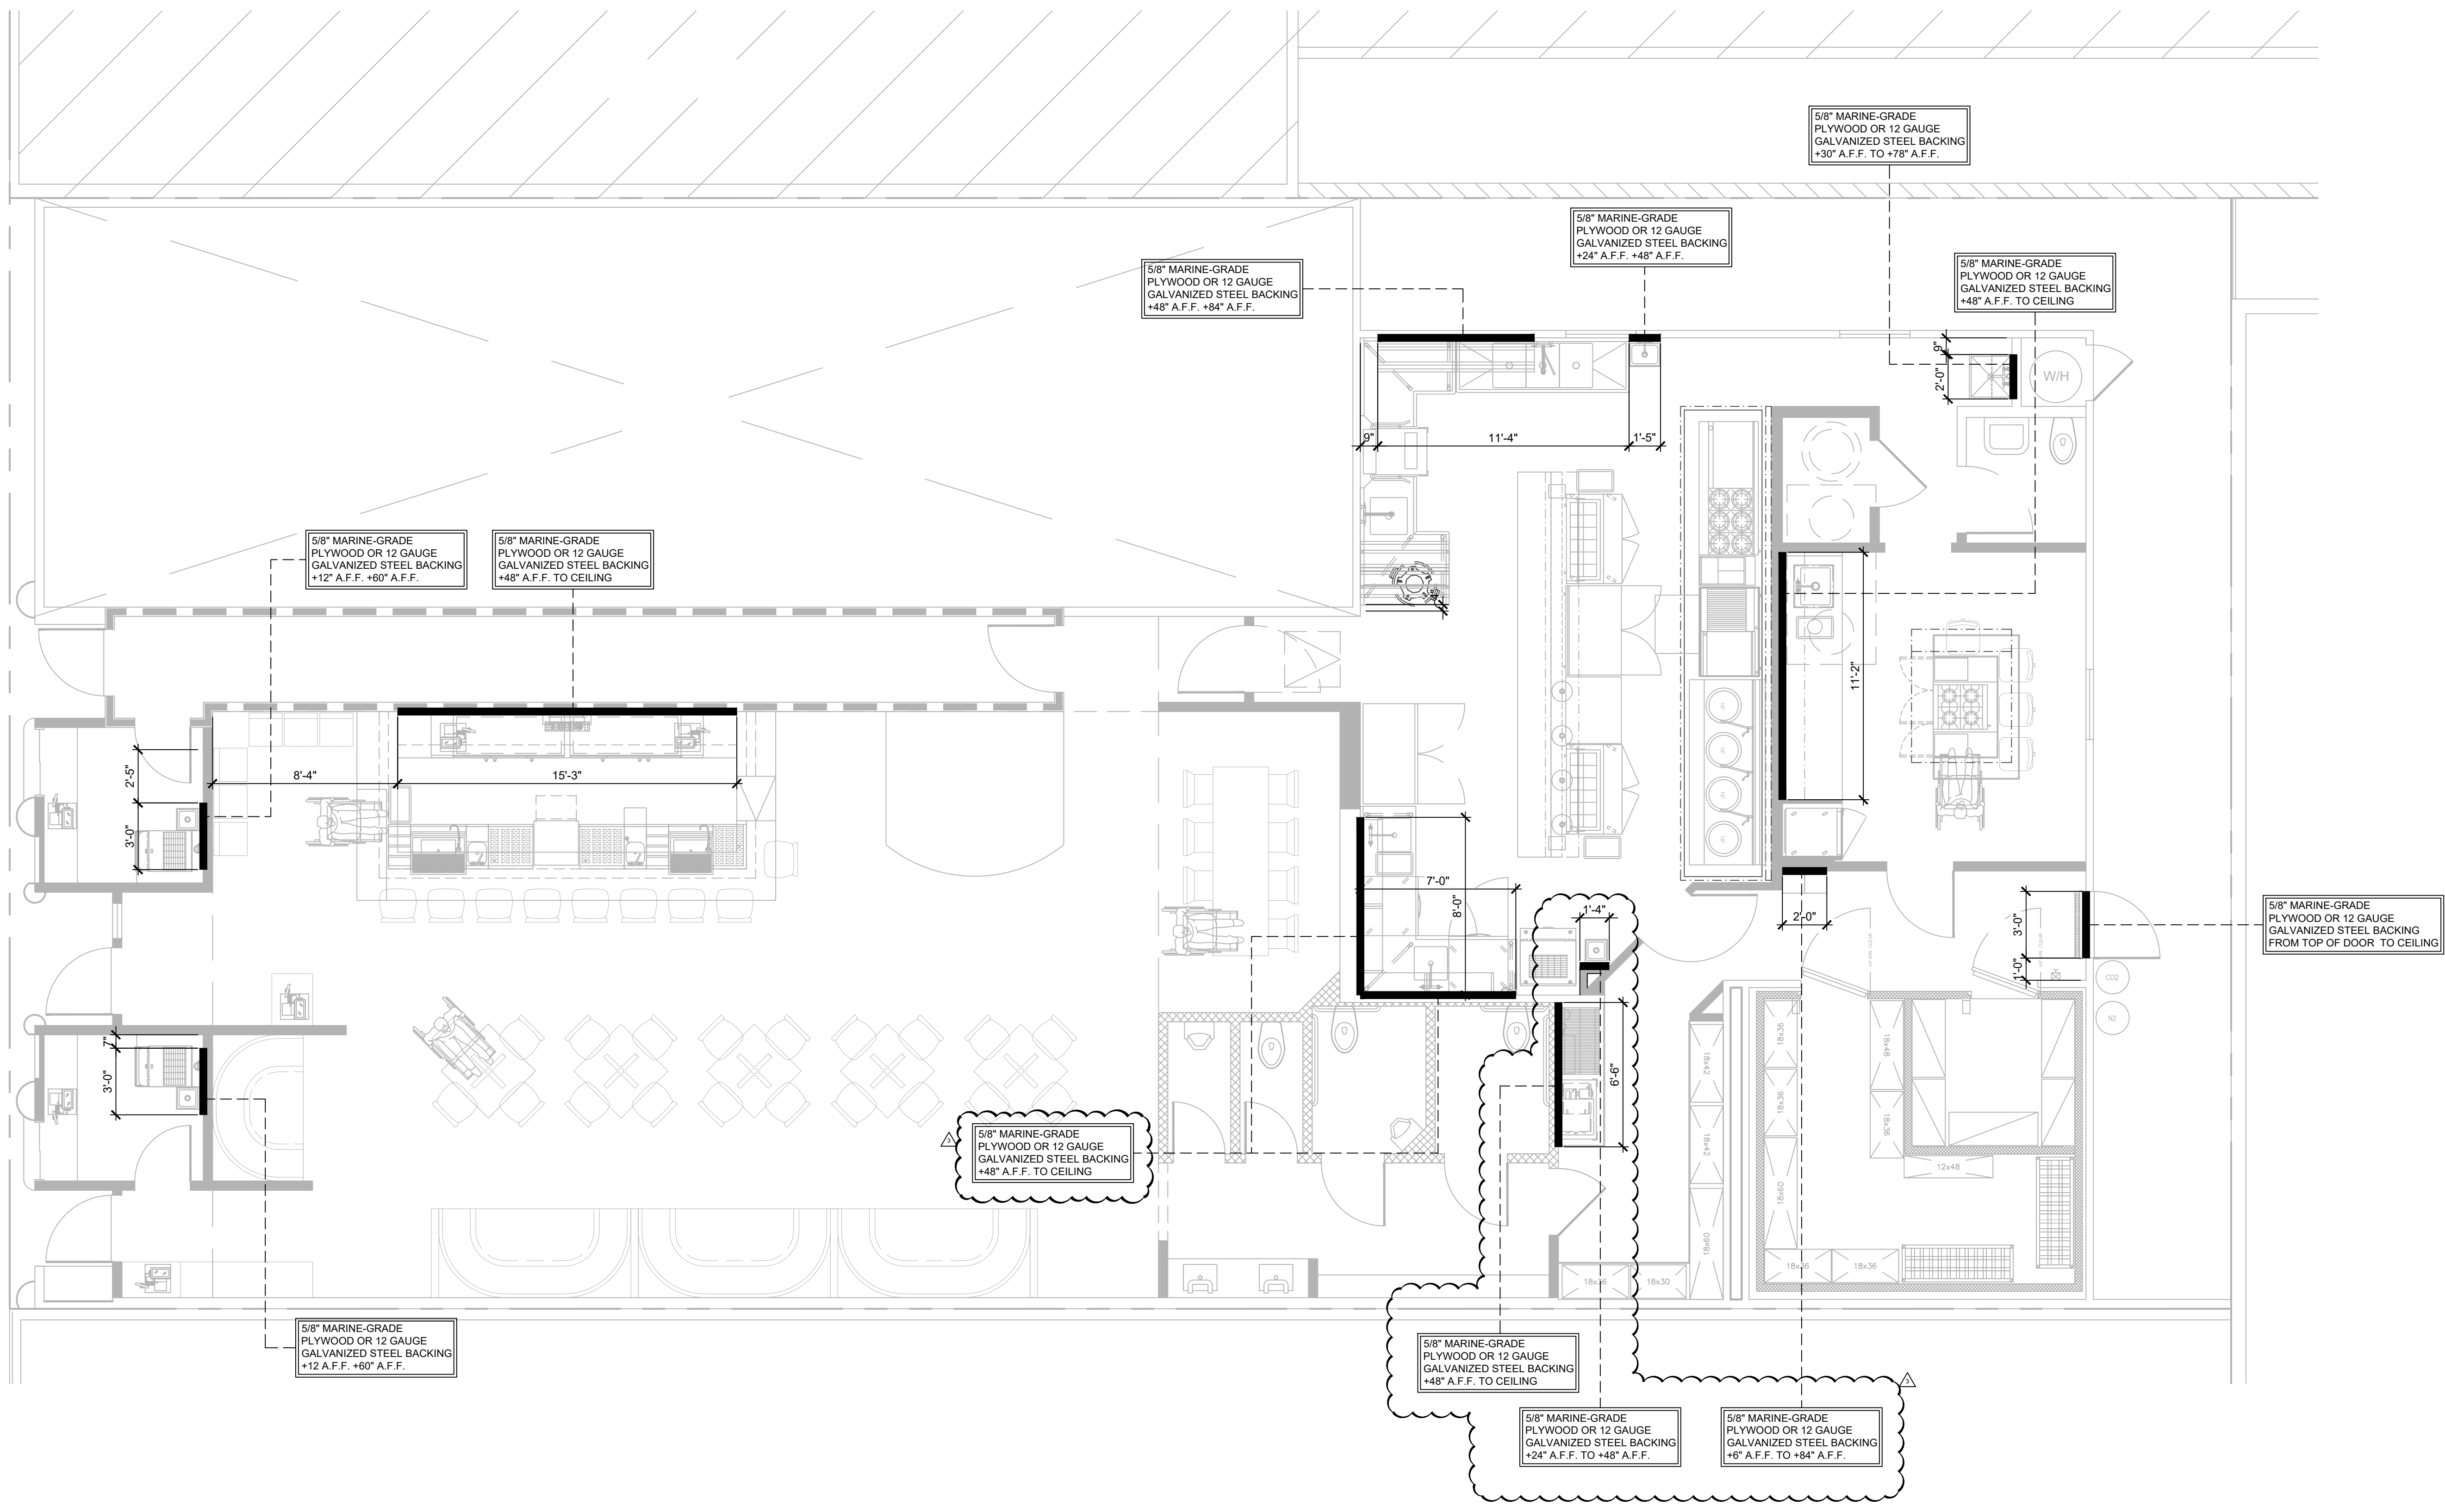 5/8" MARINE-GRADE
PLYWOOD OR 12 GAUGE
GALVANIZED STEEL BACKING
+30" A.F.F. TO +78" A.F.F.
5/8" MARINE-GRADE
PLYWOOD OR 12 GAUGE
GALVANIZED STEEL BACKING
+24" A.F.F. +48" A.F.F.
5/8" MARINE-GRADE
PLYWOOD OR 12 GAUGE
GALVANIZED STEEL BACKING
+48" A.F.F. TO CEILING
5/8" MARINE-GRADE
PLYWOOD OR 12 GAUGE
GALVANIZED STEEL BACKING
+48" A.F.F. +84" A.F.F.
9"
2'-0"
W/H
9"
11'-4"
1'-5"
5/8" MARINE-GRADE
PLYWOOD OR 12 GAUGE
GALVANIZED STEEL BACKING
+12" A.F.F. +60" A.F.F.
5/8" MARINE-GRADE
PLYWOOD OR 12 GAUGE
GALVANIZED STEEL BACKING
+48" A.F.F. TO CEILING
11'-2"
2'-5"
8'-4"
15'-3"
3'-0"
7'-0"
8'-0"
1'-4"
2'-0"
3'-0"
1'-0"
5/8" MARINE-GRADE
PLYWOOD OR 12 GAUGE
GALVANIZED STEEL BACKING
FROM TOP OF DOOR TO CEILING
CO2
N2
7"
3'-0"
6'-6"
18x42
18x36
18x48
18x36
18x36
18x42
12x48
18x60
18x60
18x36
18x30
18x36
18x36
3
5/8" MARINE-GRADE
PLYWOOD OR 12 GAUGE
GALVANIZED STEEL BACKING
+48" A.F.F. TO CEILING
5/8" MARINE-GRADE
PLYWOOD OR 12 GAUGE
GALVANIZED STEEL BACKING
+12 A.F.F. +60" A.F.F.
5/8" MARINE-GRADE
PLYWOOD OR 12 GAUGE
GALVANIZED STEEL BACKING
+48" A.F.F. TO CEILING
3
5/8" MARINE-GRADE
PLYWOOD OR 12 GAUGE
GALVANIZED STEEL BACKING
+24" A.F.F. TO +48" A.F.F.
5/8" MARINE-GRADE
PLYWOOD OR 12 GAUGE
GALVANIZED STEEL BACKING
+6" A.F.F. TO +84" A.F.F.